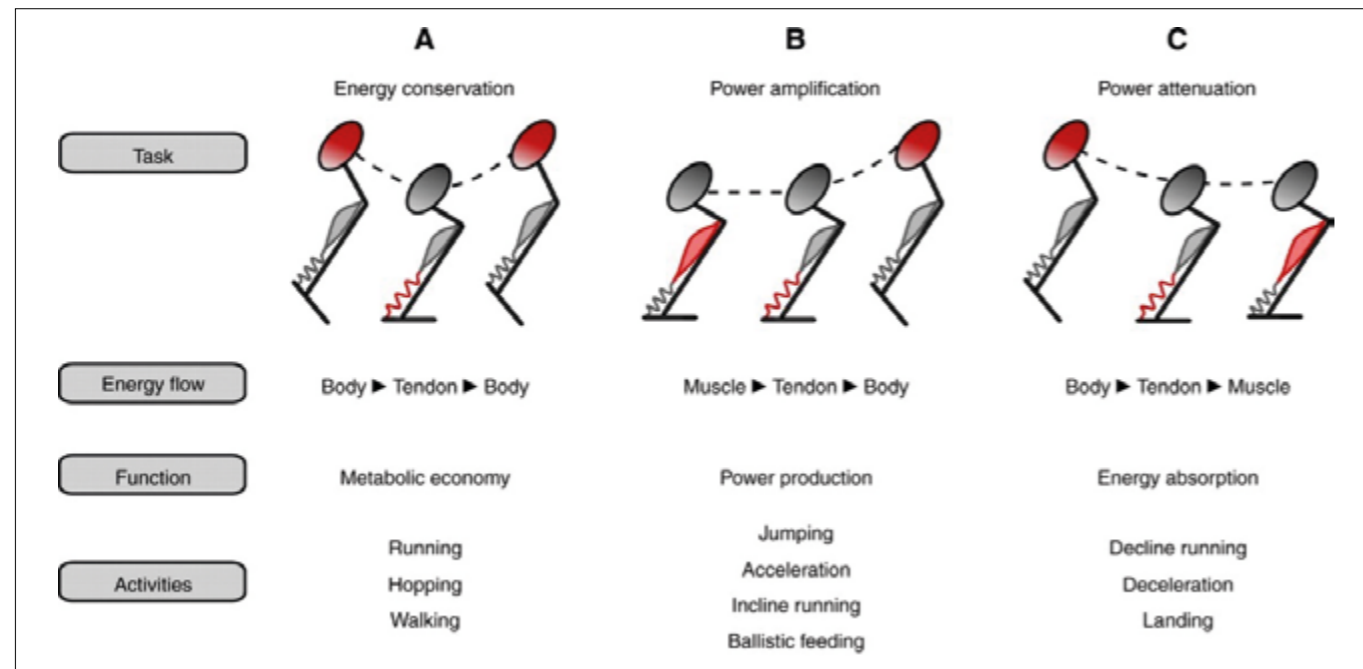 A
B
C
Energy conservation
Power amplification
Power attenuation
Task
Energy flow
Body ▶ Tendon ▶ Body
Muscle ▶ Tendon ▶ Body
Body ▶ Tendon ▶ Muscle
Function
Metabolic economy
Power production
Energy absorption
Activities
Running
Hopping
Walking
Jumping
Acceleration
Incline running
Ballistic feeding
Decline running
Deceleration
Landing